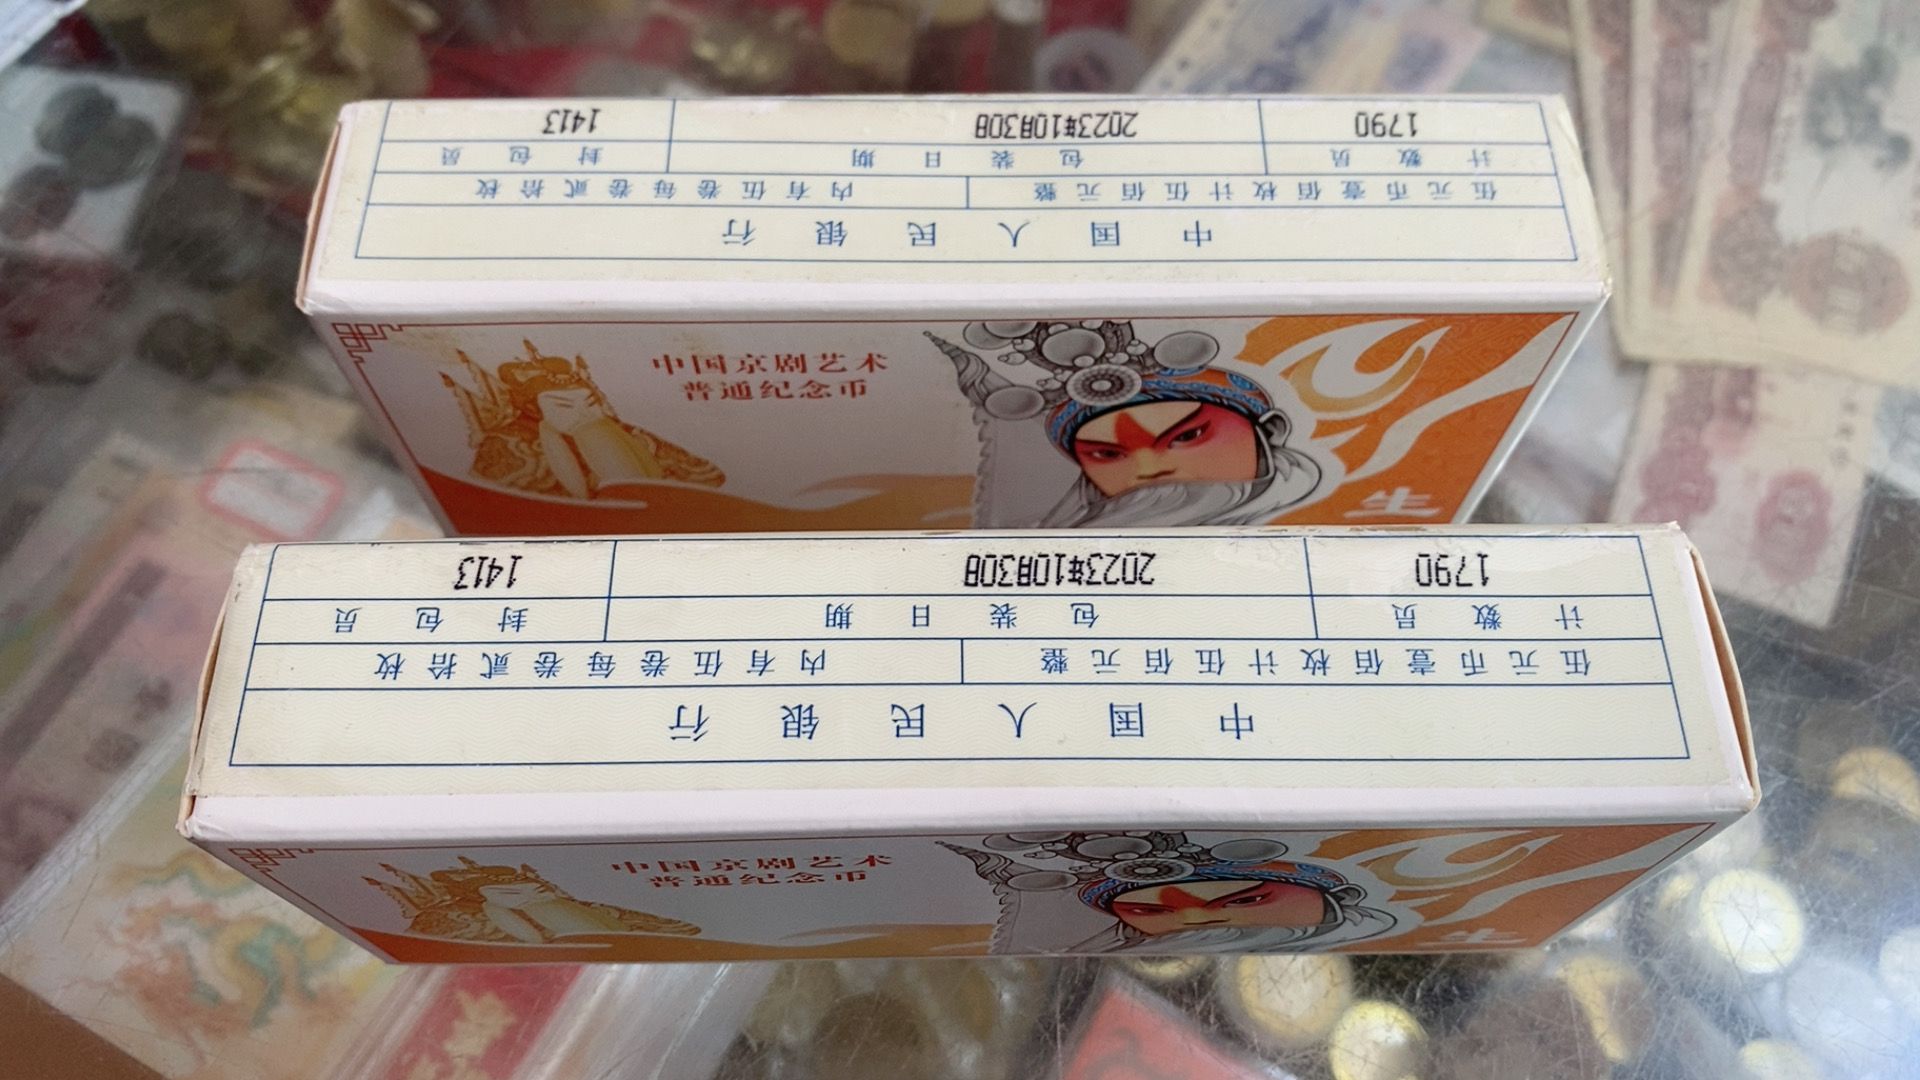 中国人民银行
伍元币壹佰枚计伍佰元整 内有伍卷每卷贰拾枚
计数员 包装日期 封包员
1790 2023年10月30日 1413
中国京剧艺术
普通纪念币
生
中国人民银行
伍元币壹佰枚计伍佰元整 内有伍卷每卷贰拾枚
计数员 包装日期 封包员
1790 2023年10月30日 1413
中国京剧艺术
普通纪念币
生